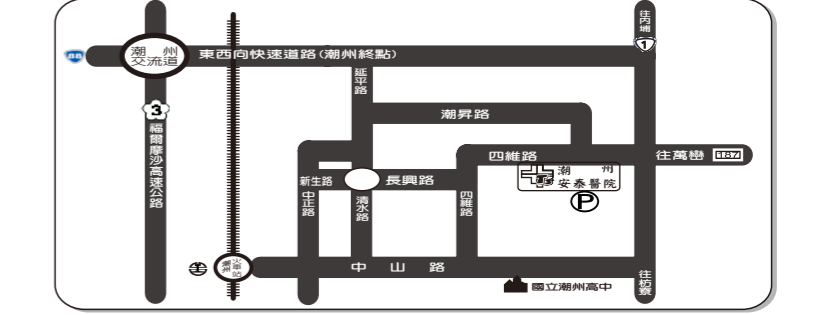 往內埔
1
88
潮 州
交流道
東西向快速道路(潮州終點)
延平路
3
福爾摩沙高速公路
潮昇路
四維路
往萬巒
187
潮 州
安泰醫院
P
新生路
長興路
中正路
清水路
四維路
潮州
火車站
中山路
往枋寮
國立潮州高中